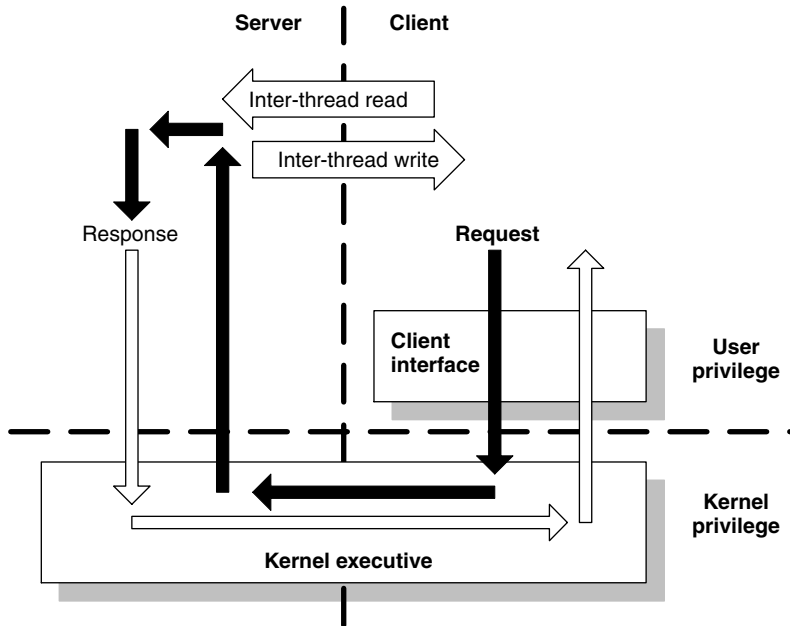 Server
Client
Inter-thread read
Inter-thread write
Response
Request
Client
interface
User
privilege
Kernel
privilege
Kernel executive